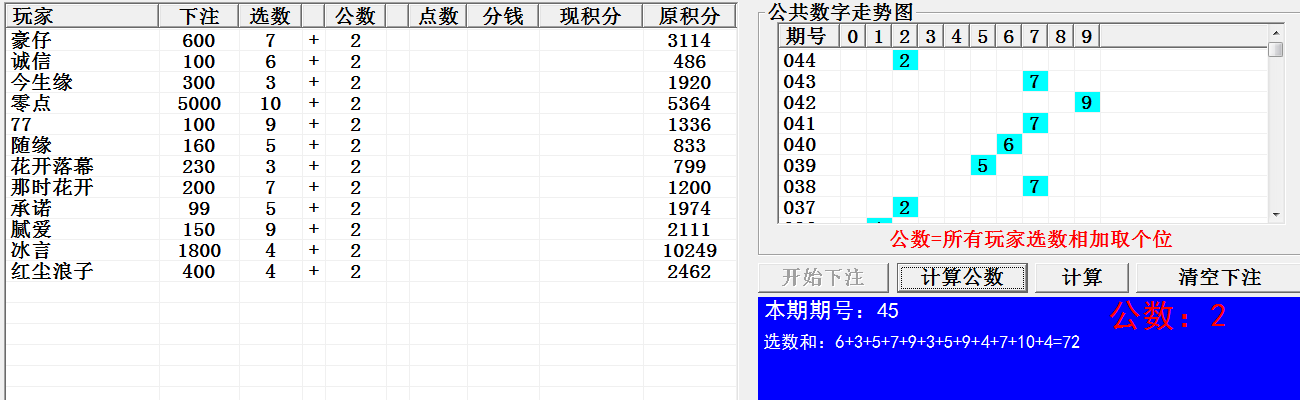 玩家 下注 选数 公数 点数 分钱 现积分 原积分
豪仔 600 7 + 2 3114
诚信 100 6 + 2 486
今生缘 300 3 + 2 1920
零点 5000 10 + 2 5364
77 100 9 + 2 1336
随缘 160 5 + 2 833
花开落幕 230 3 + 2 799
那时花开 200 7 + 2 1200
承诺 99 5 + 2 1974
腻爱 150 9 + 2 2111
冰言 1800 4 + 2 10249
红尘浪子 400 4 + 2 2462
公共数字走势图
期号 0 1 2 3 4 5 6 7 8 9
044 2
043 7
042 9
041 7
040 6
039 5
038 7
037 2
公数=所有玩家选数相加取个位
开始下注 计算公数 计算 清空下注
本期期号：45 公数：2
选数和：6+3+5+7+9+3+5+9+4+7+10+4=72